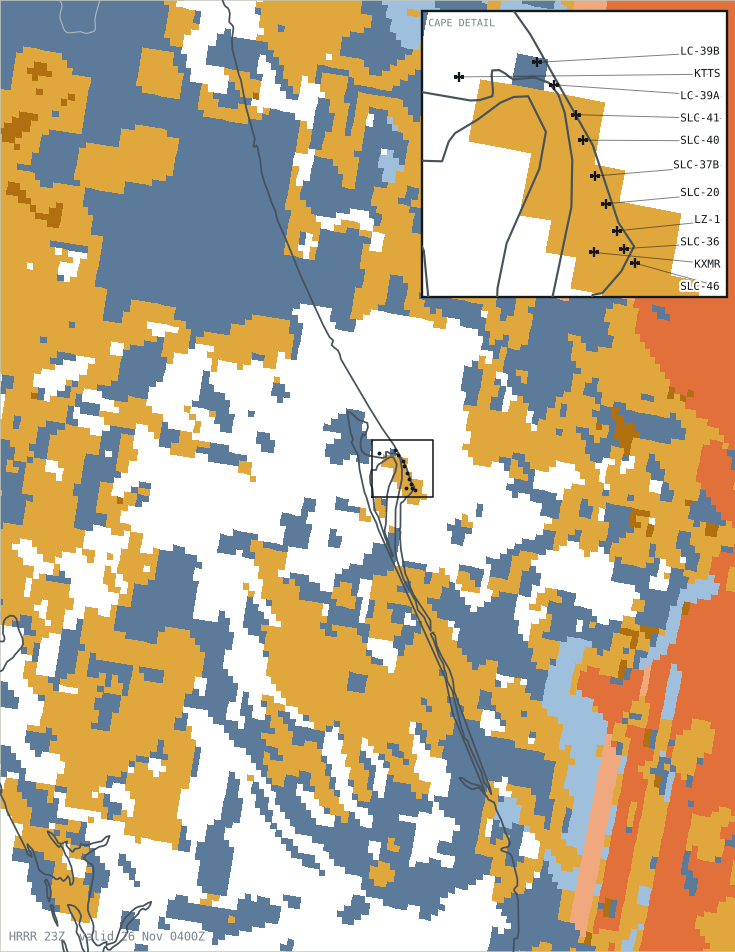 CAPE DETAIL
LC-39B
KTTS
LC-39A
SLC-41
SLC-40
SLC-37B
SLC-20
LZ-1
SLC-36
KXMR
SLC-46
HRRR 23Z valid 26 Nov 0400Z